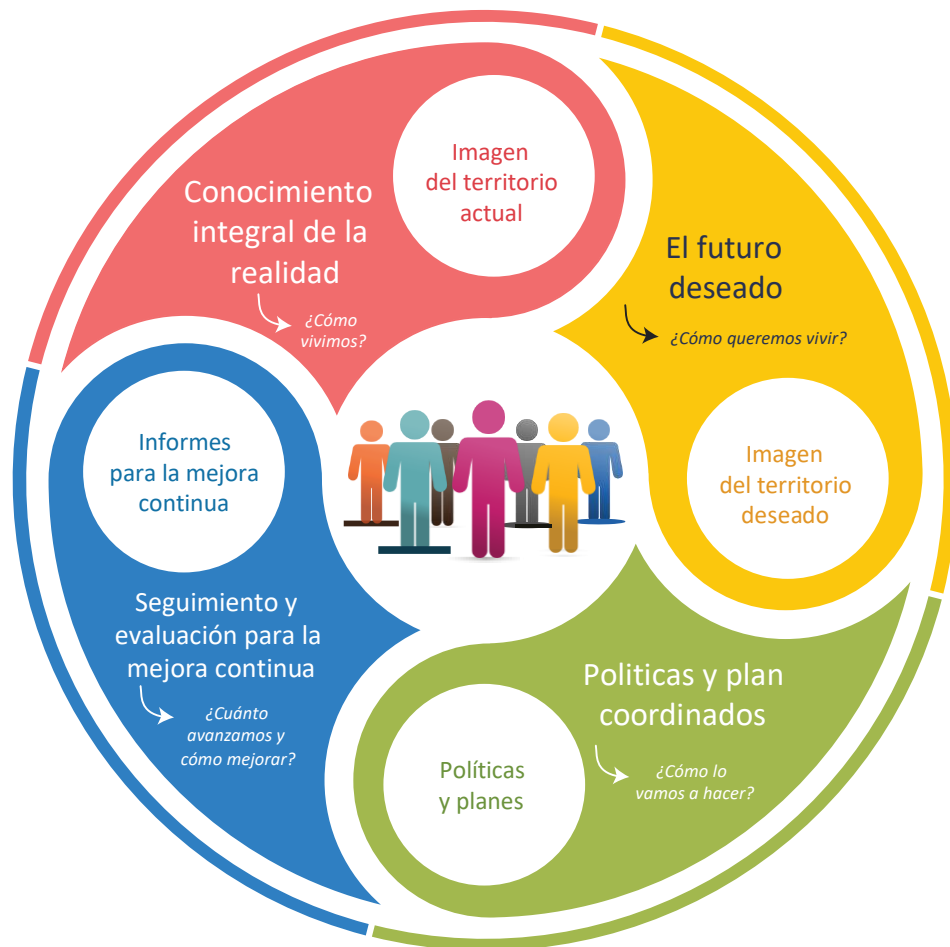 Conocimiento
integral de la
realidad
¿Cómo
vivimos?
Imagen
del territorio
actual
El futuro
deseado
¿Cómo queremos vivir?
Imagen
del territorio
deseado
Politicas y plan
coordinados
¿Cómo lo
vamos a hacer?
Políticas
y planes
Seguimiento y
evaluación para la
mejora continua
¿Cuánto
avanzamos y
cómo mejorar?
Informes
para la mejora
continua